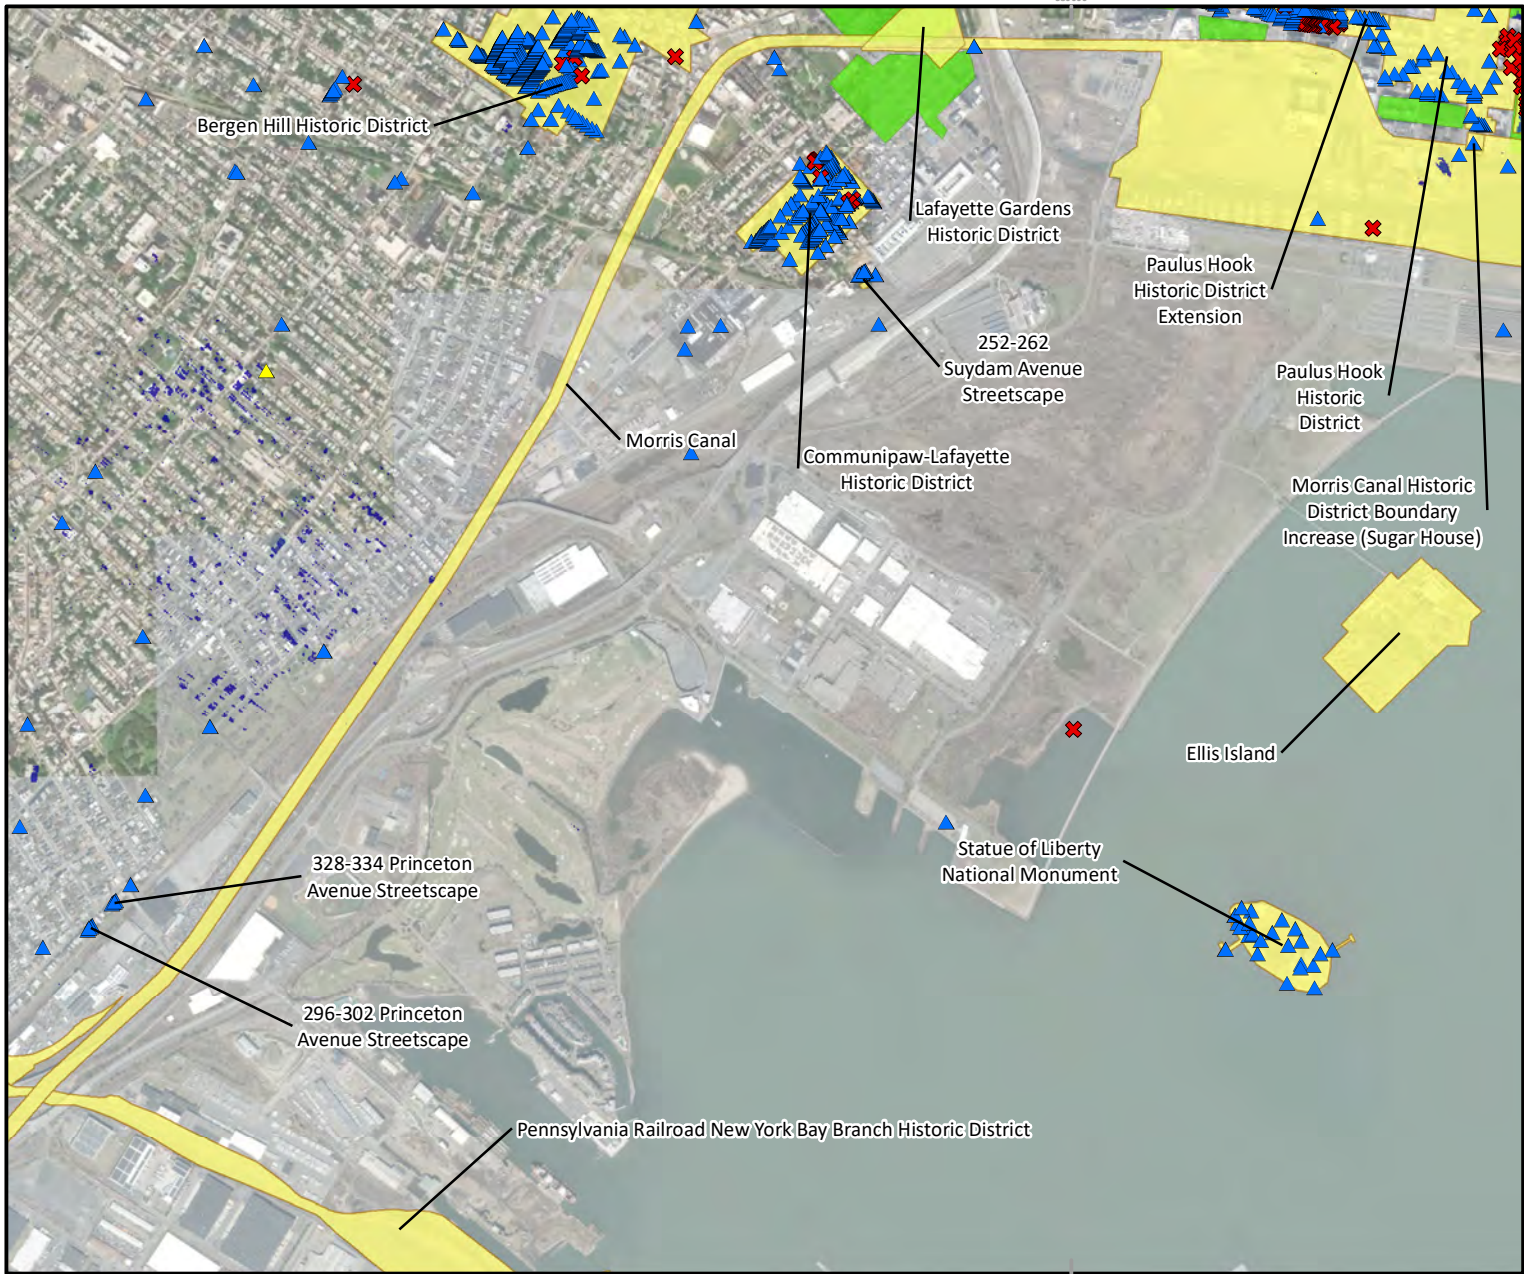 Bergen Hill Historic District
Lafayette Gardens
Historic District
Paulus Hook
Historic District
Extension
252-262
Suydam Avenue
Streetscape
Paulus Hook
Historic
District
Morris Canal
Communipaw-Lafayette
Historic District
Morris Canal Historic
District Boundary
Increase (Sugar House)
Ellis Island
Statue of Liberty
National Monument
328-334 Princeton
Avenue Streetscape
296-302 Princeton
Avenue Streetscape
Pennsylvania Railroad New York Bay Branch Historic District